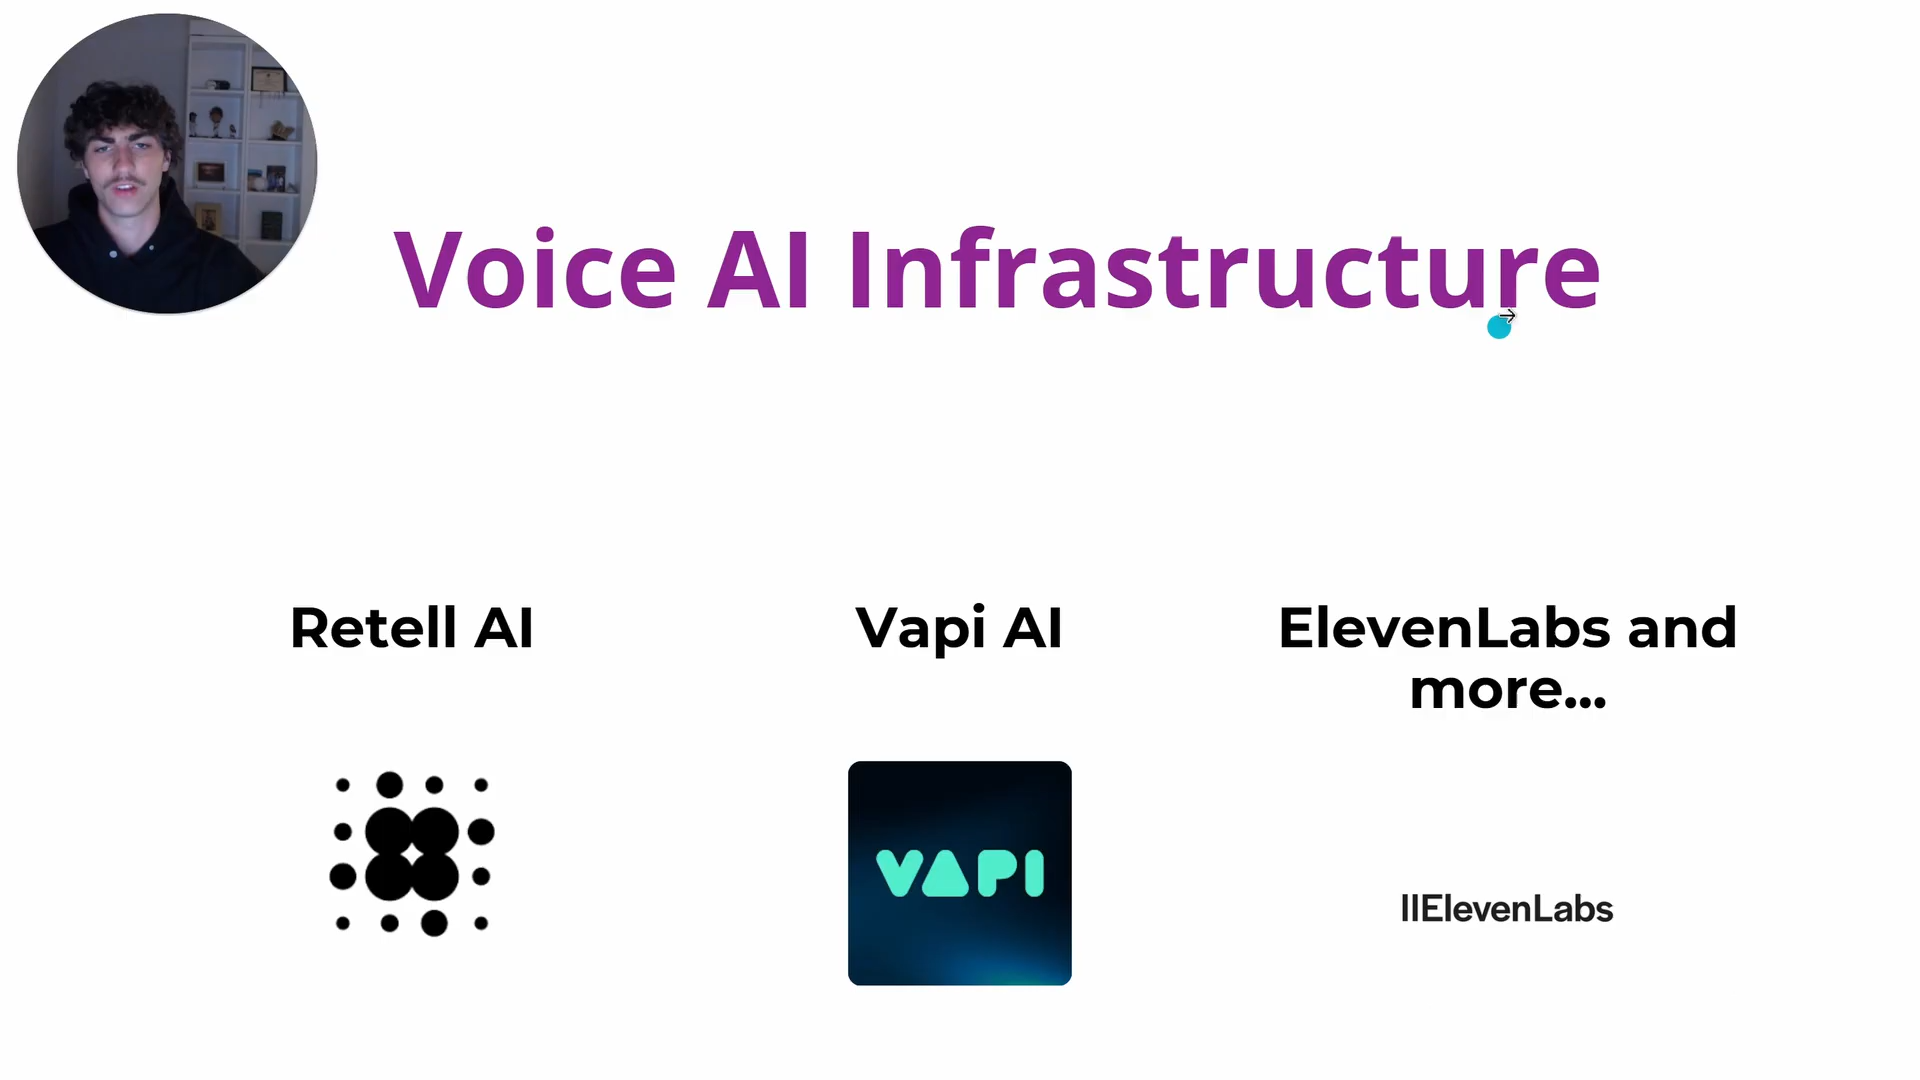 Voice AI Infrastructure
Retell AI
Vapi AI
ElevenLabs and
more...
VAPI
IIElevenLabs